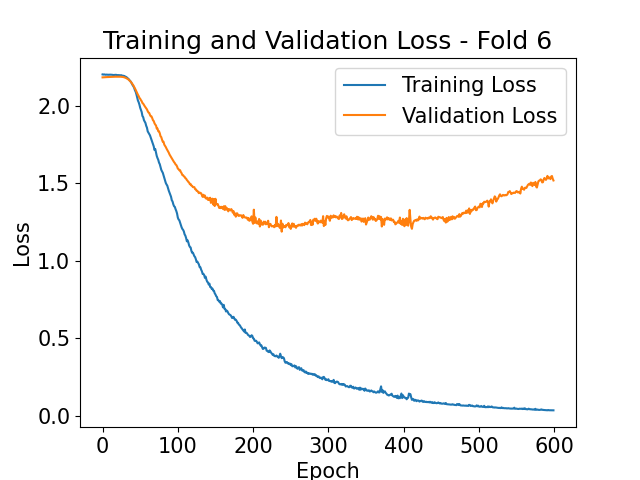 Training and Validation Loss - Fold 6
Training Loss
Validation Loss
Loss
2.0
1.5
1.0
0.5
0.0
0 100 200 300 400 500 600
Epoch